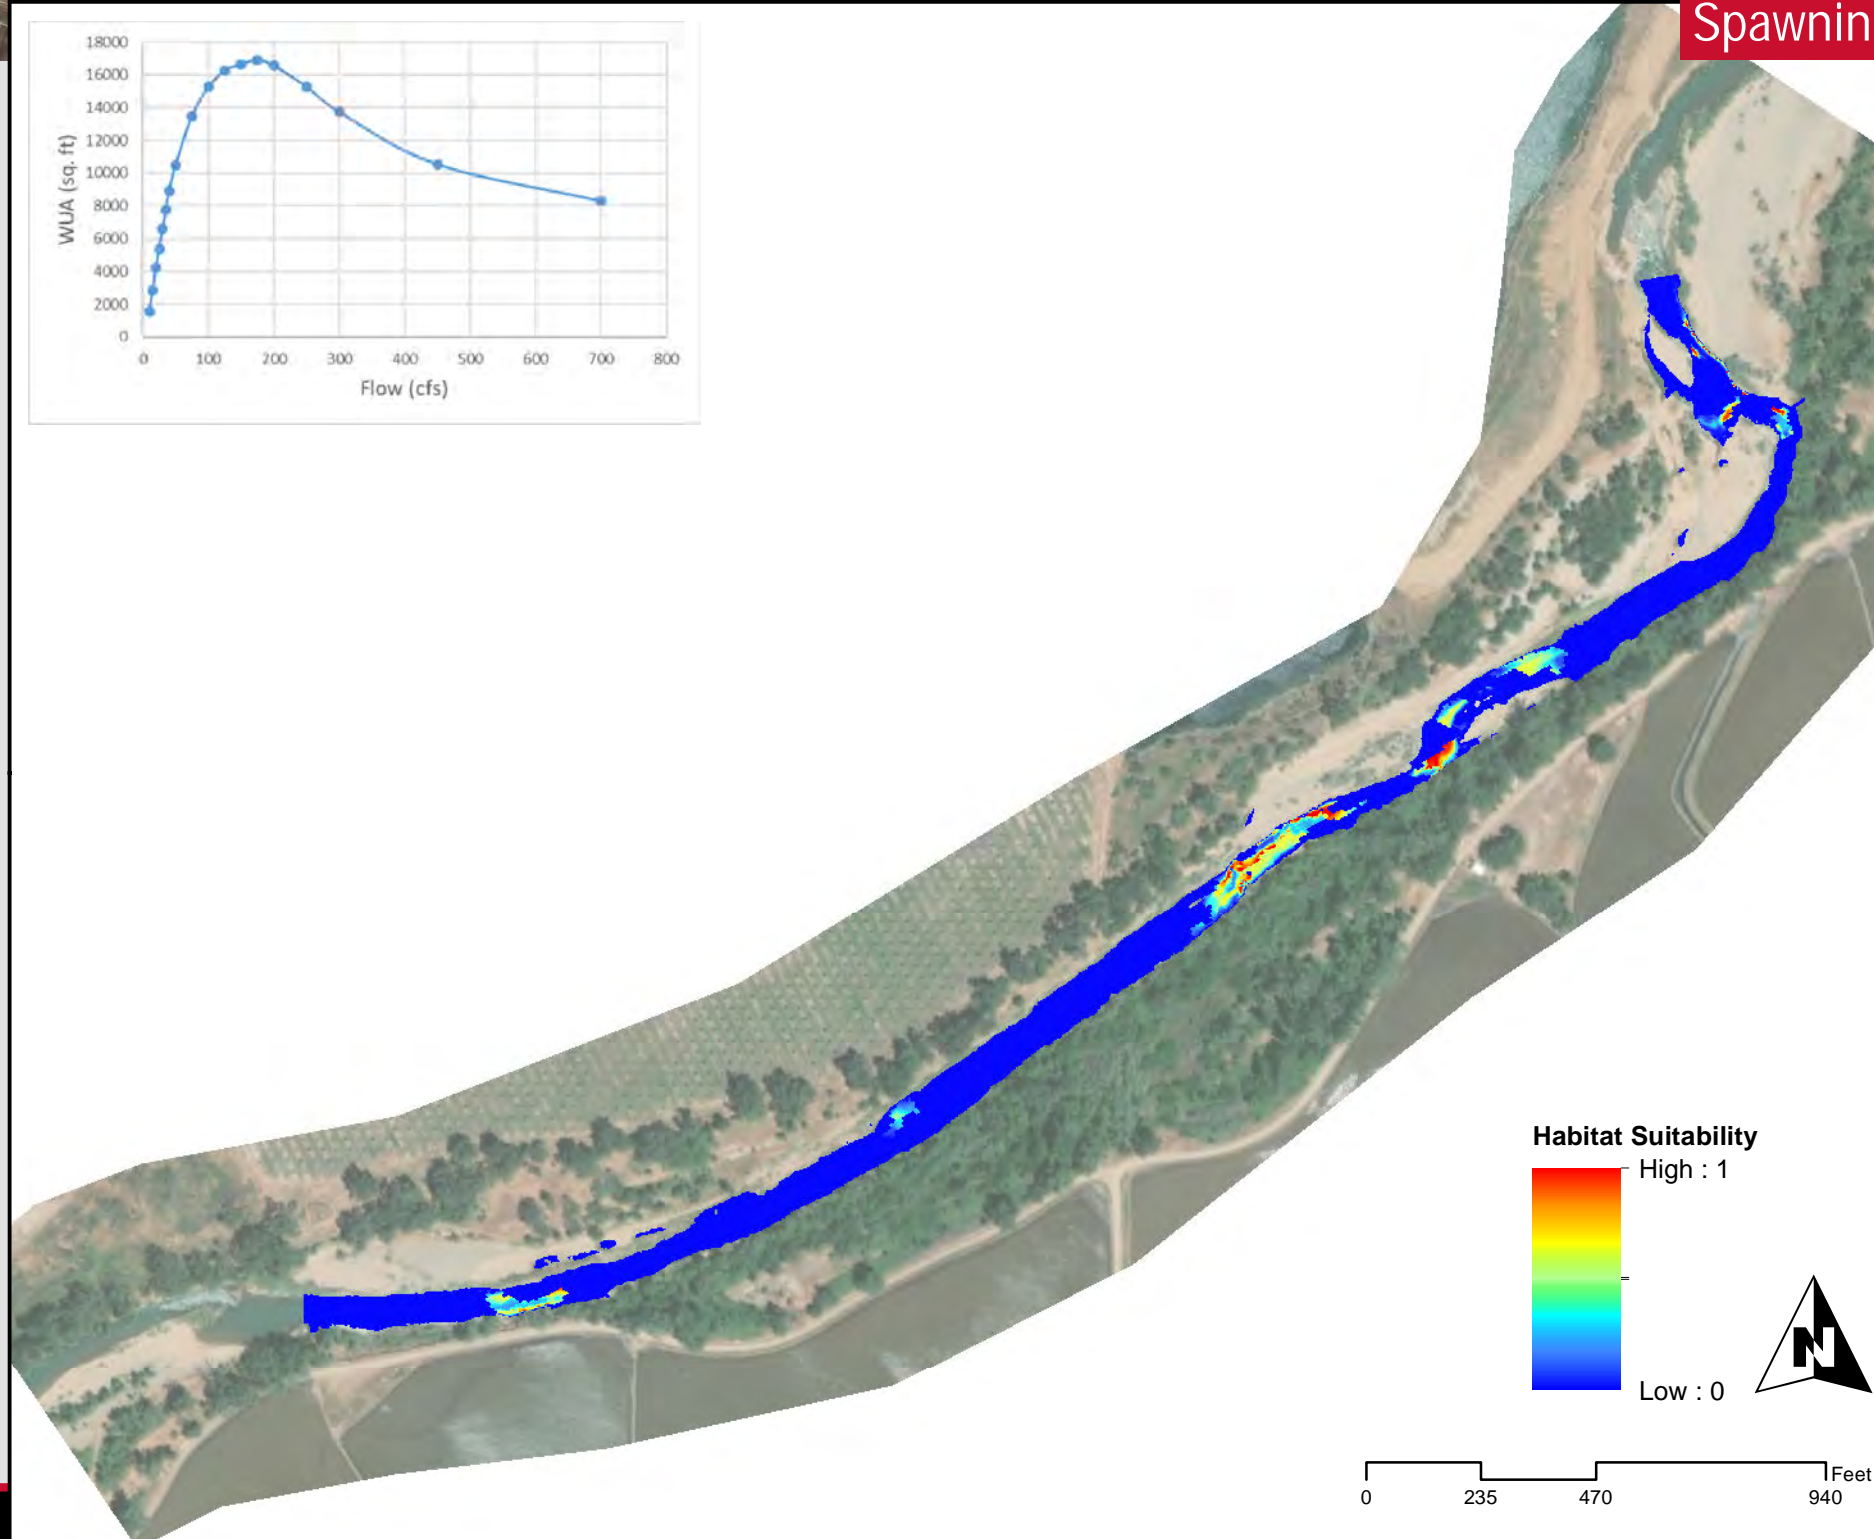 Spawnin
18000
16000
14000
12000
10000
8000
6000
4000
2000
0
WUA (sq. ft)
0 100 200 300 400 500 600 700 800
Flow (cfs)
Habitat Suitability
High : 1
Low : 0
N
Feet
0 235 470 940